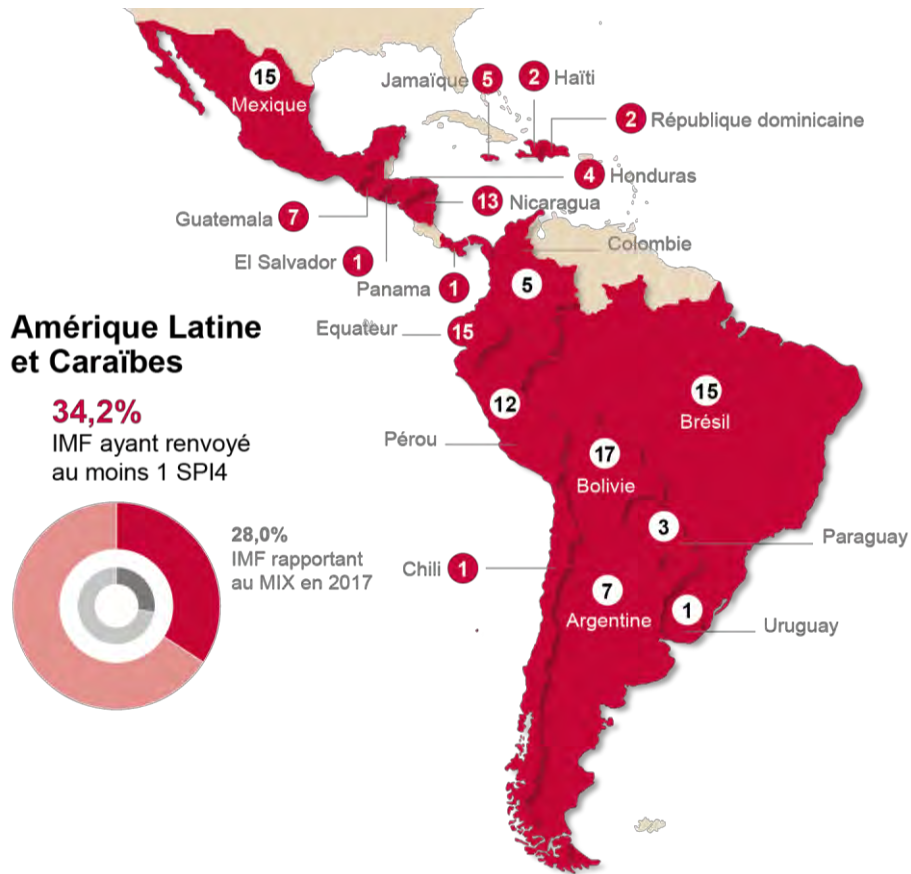 15
Mexique
Jamaïque 5
2 Haïti
2 République dominicaine
4 Honduras
Guatemala 7
13 Nicaragua
El Salvador 1
Colombie
Panama 1
5
Equateur 15
Amérique Latine
et Caraïbes
34,2%
IMF ayant renvoyé
au moins 1 SPI4
12
15
Brésil
Pérou
17
Bolivie
3
Paraguay
28,0%
IMF rapportant
au MIX en 2017
Chili 1
7
Argentine
1
Uruguay